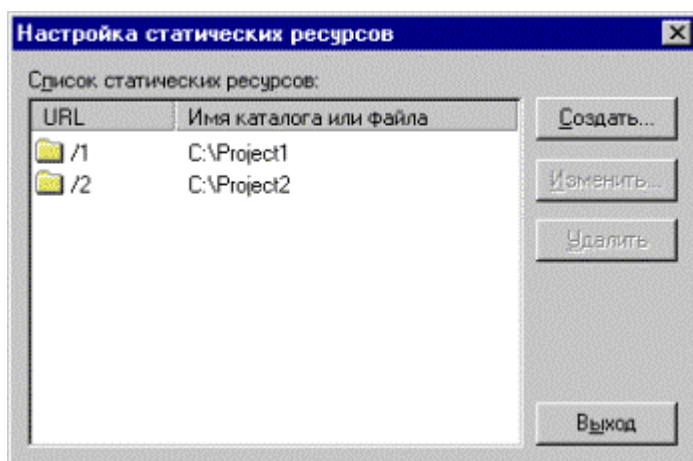 Настройка статических ресурсов
Список статических ресурсов:
URL Имя каталога или файла
/1 C:\Project1
/2 C:\Project2
Создать...
Изменить...
Удалить
Выход